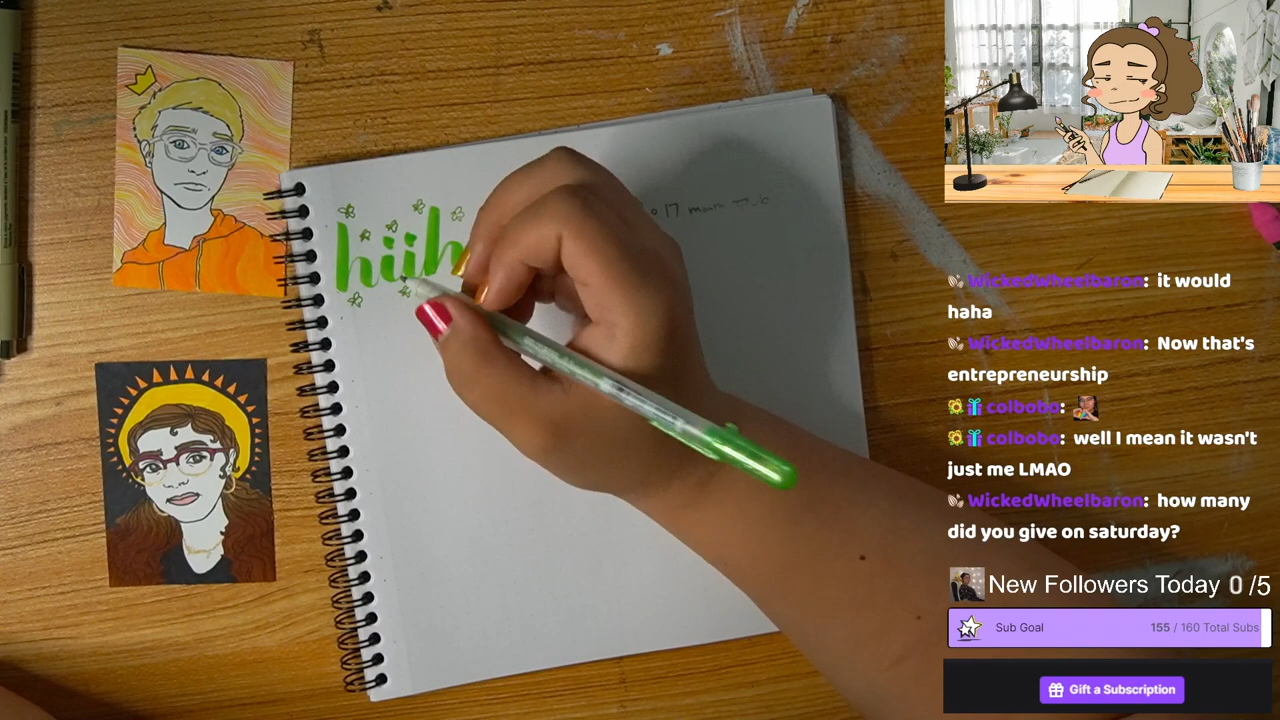 hiih
17
WickedWheelbaron: it would
haha
WickedWheelbaron: Now that's
entrepreneurship
colbobo:
colbobo: well I mean it wasn't
just me LMAO
WickedWheelbaron: how many
did you give on saturday?
New Followers Today 0 /5
Sub Goal 155 / 160 Total Subs
Gift a Subscription